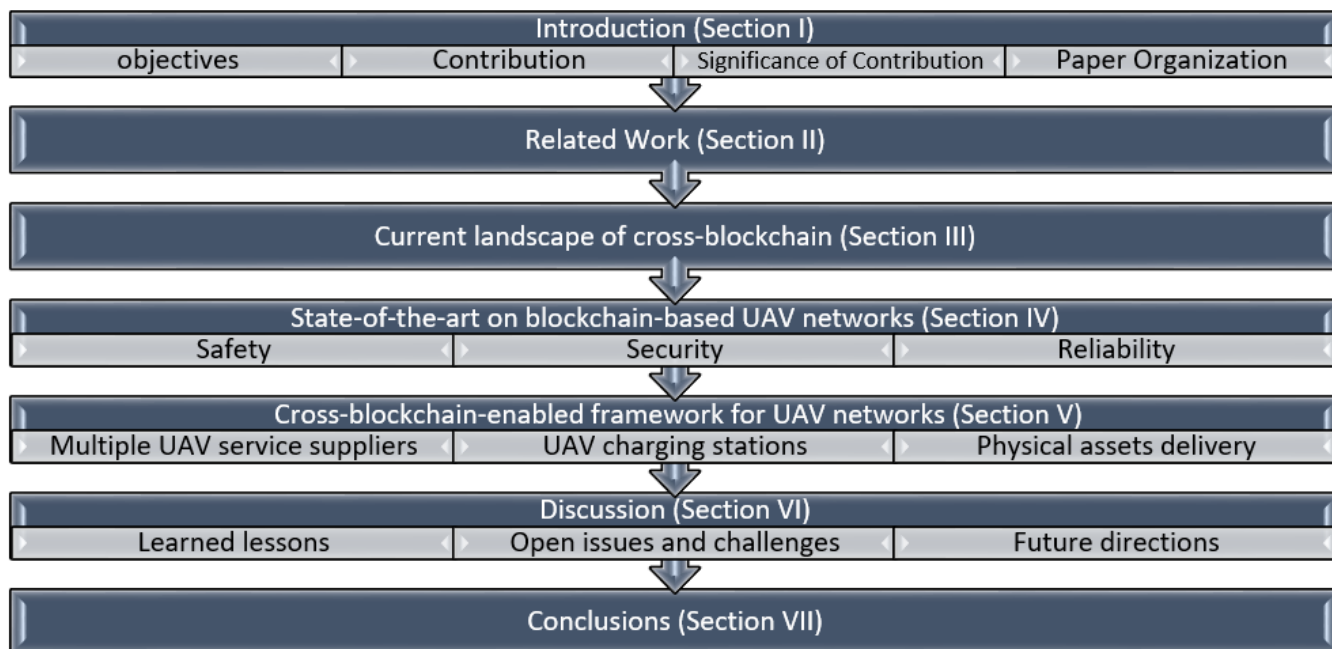 Introduction (Section I)
objectives Contribution Significance of Contribution Paper Organization
Related Work (Section II)
Current landscape of cross-blockchain (Section III)
State-of-the-art on blockchain-based UAV networks (Section IV)
Safety Security Reliability
Cross-blockchain-enabled framework for UAV networks (Section V)
Multiple UAV service suppliers UAV charging stations Physical assets delivery
Discussion (Section VI)
Learned lessons Open issues and challenges Future directions
Conclusions (Section VII)